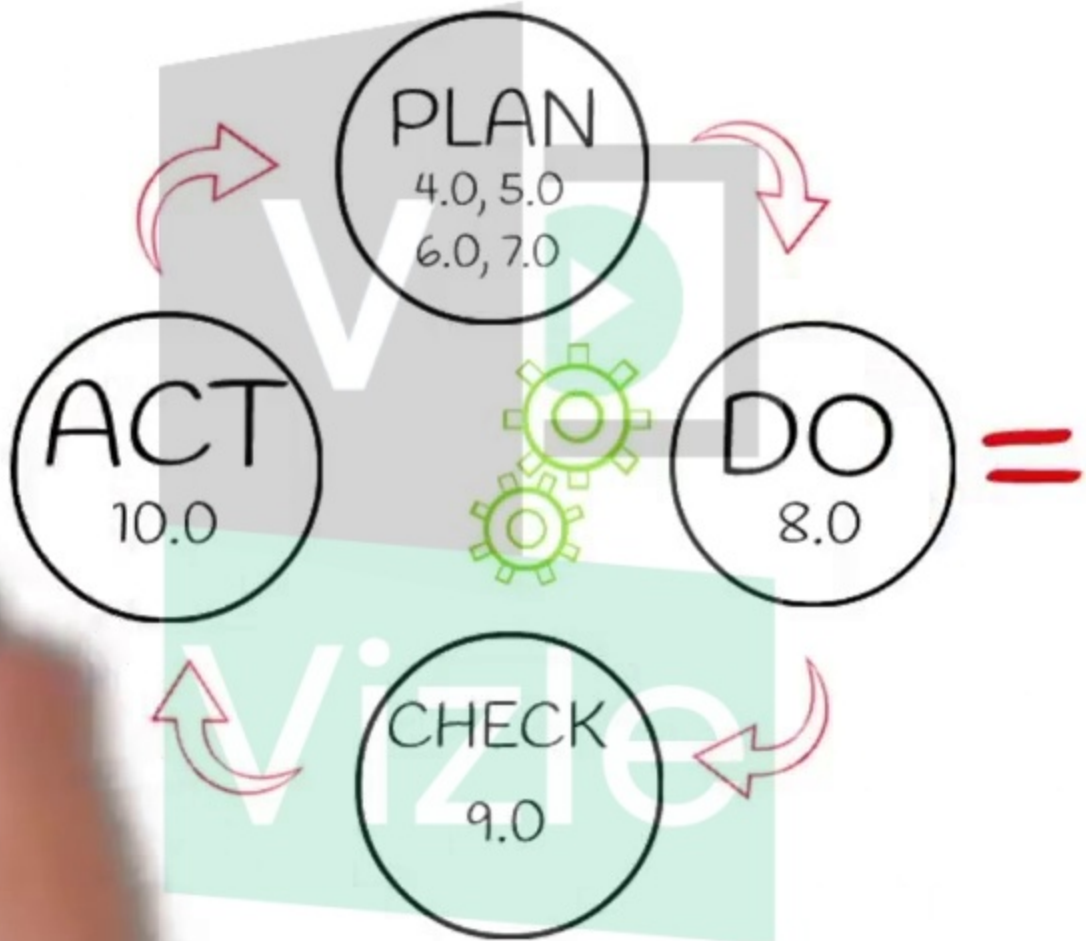 PLAN
4.0, 5.0
6.0, 7.0
ACT
10.0
DO
8.0
=
CHECK
9.0
V
Vizle